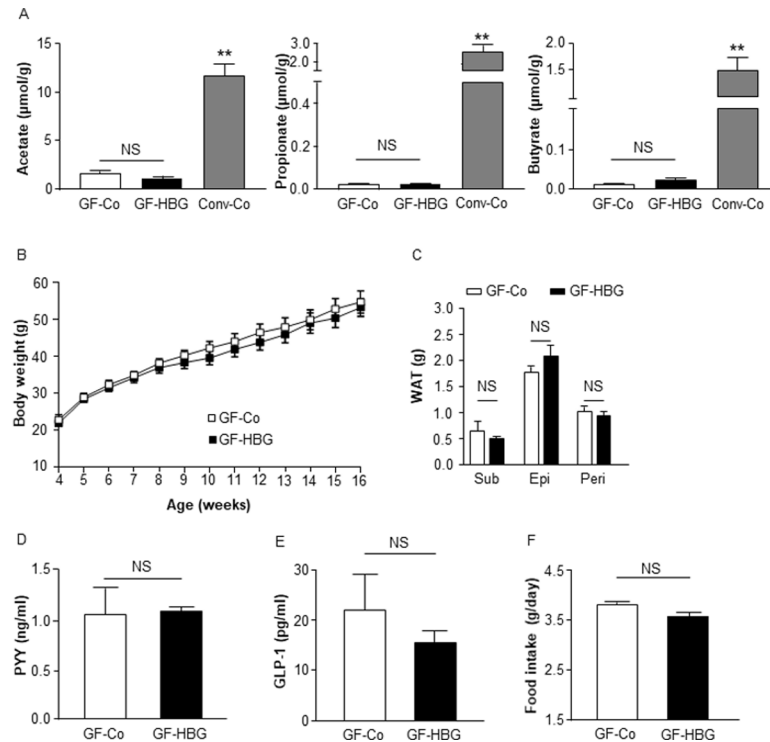 A
Acetate (μmol/g)
15
10
5
0
NS
**
GF-Co GF-HBG Conv-Co
Propionate (μmol/g)
3.0
2.0
1.0
0.4
0.2
0.0
NS
**
GF-Co GF-HBG Conv-Co
Butyrate (μmol/g)
1.5
0.1
0.0
NS
**
GF-Co GF-HBG Conv-Co
B
Body weight (g)
60
50
40
30
20
10
GF-Co
GF-HBG
4 5 6 7 8 9 10 11 12 13 14 15 16
Age (weeks)
C
GF-Co GF-HBG
WAT (g)
3.0
2.5
2.0
1.5
1.0
0.5
0.0
NS
NS
NS
Sub Epi Peri
D
PYY (ng/ml)
1.5
1.0
0.5
0.0
NS
GF-Co GF-HBG
E
GLP-1 (pg/ml)
30
20
10
0
NS
GF-Co GF-HBG
F
Food intake (g/day)
4.5
3.5
2.5
1.5
NS
GF-Co GF-HBG